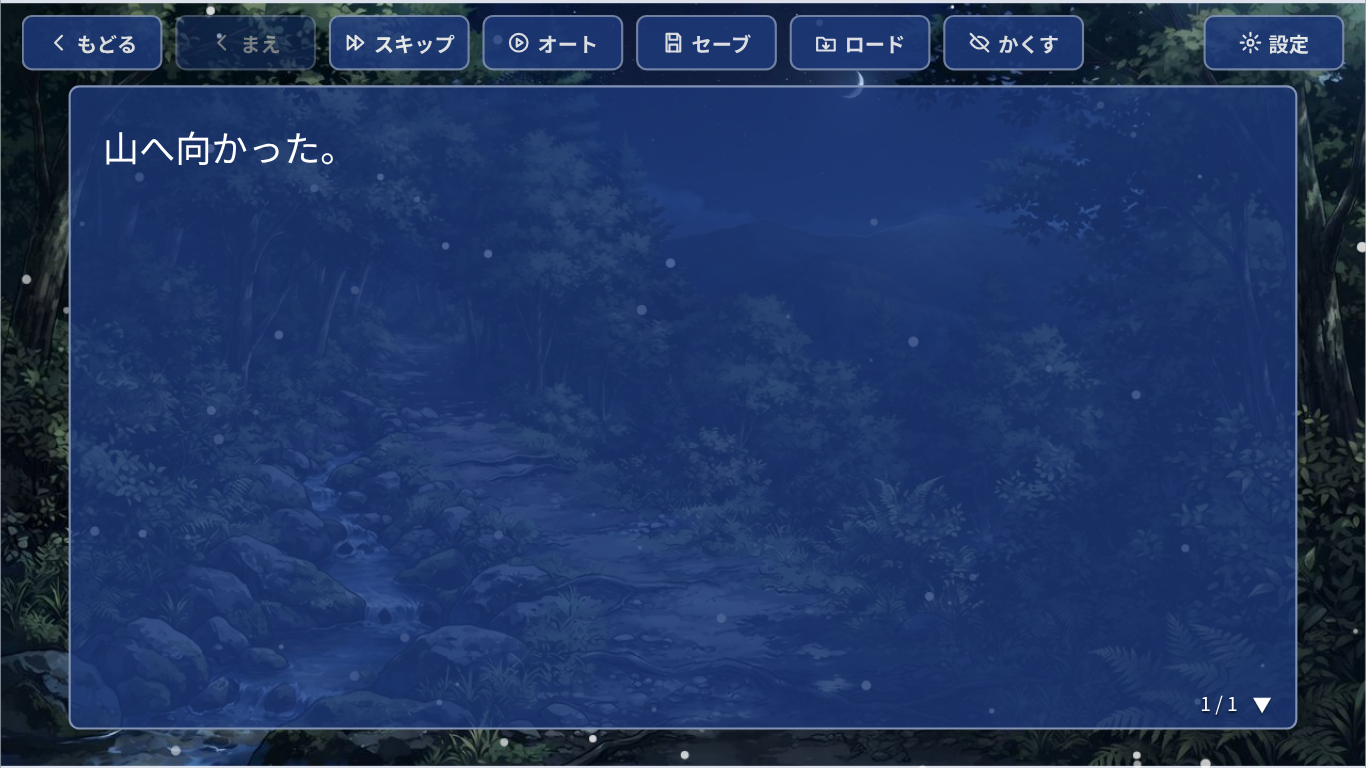 もどる
まえ
スキップ
オート
セーブ
ロード
かくす
設定
山へ向かった。
1/1 ▼